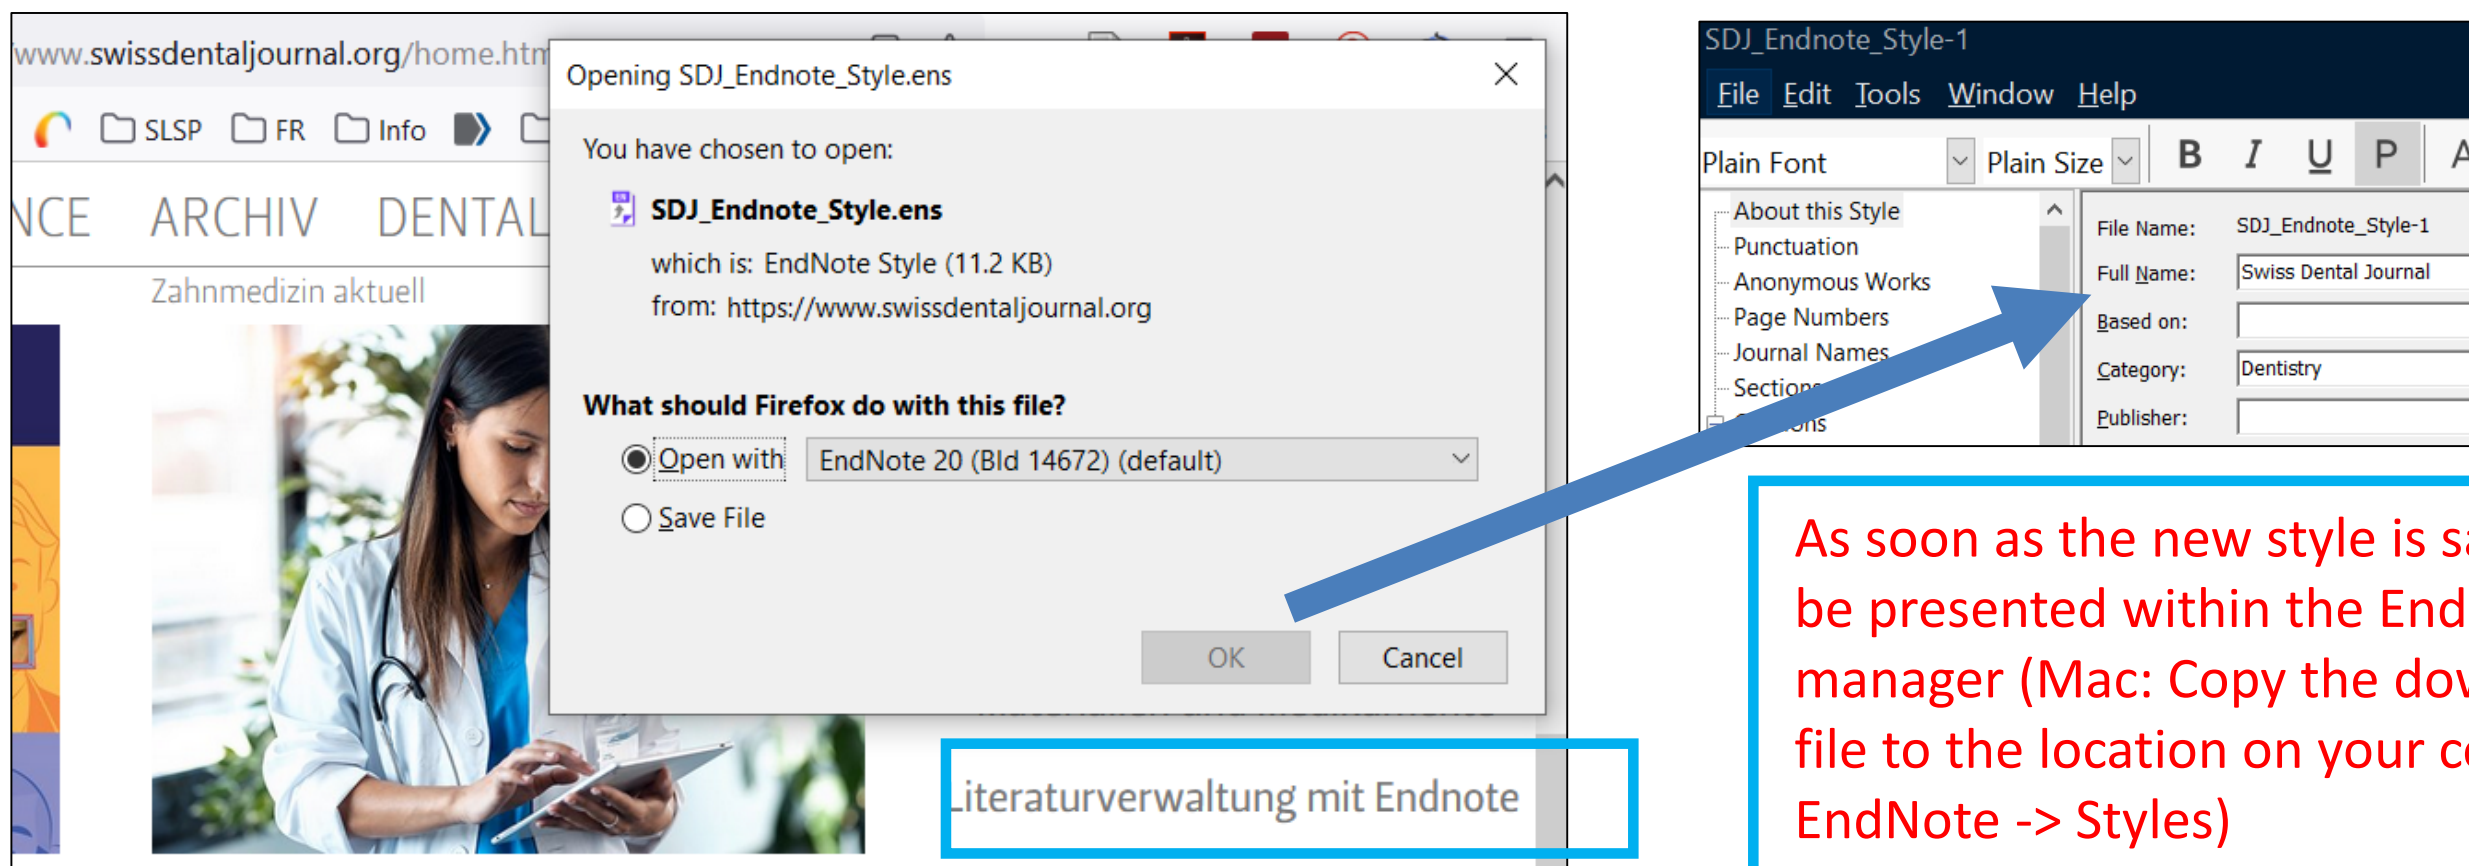 www.swissdentaljournal.org/home.htm
SLSP FR Info
NCE ARCHIV DENTAL
Zahnmedizin aktuell
Opening SDJ_Endnote_Style.ens
You have chosen to open:
SDJ_Endnote_Style.ens
which is: EndNote Style (11.2 KB)
from: https://www.swissdentaljournal.org
What should Firefox do with this file?
Open with EndNote 20 (Bld 14672) (default)
Save File
OK Cancel
Literaturverwaltung mit Endnote
SDJ_Endnote_Style-1
File Edit Tools Window Help
Plain Font Plain Size B I U P A
About this Style
Punctuation
Anonymous Works
Page Numbers
Journal Names
Sections
File Name: SDJ_Endnote_Style-1
Full Name: Swiss Dental Journal
Based on:
Category: Dentistry
Publisher:
As soon as the new style is sa
be presented within the End
manager (Mac: Copy the dow
file to the location on your co
EndNote -> Styles)